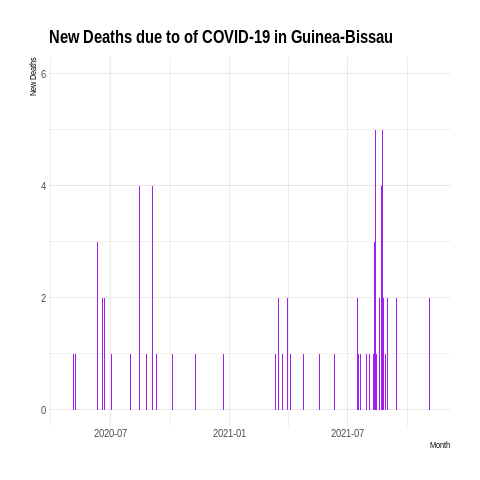 New Deaths due to of COVID-19 in Guinea-Bissau
New Deaths
6
4
2
0
2020-07
2021-01
2021-07
Month